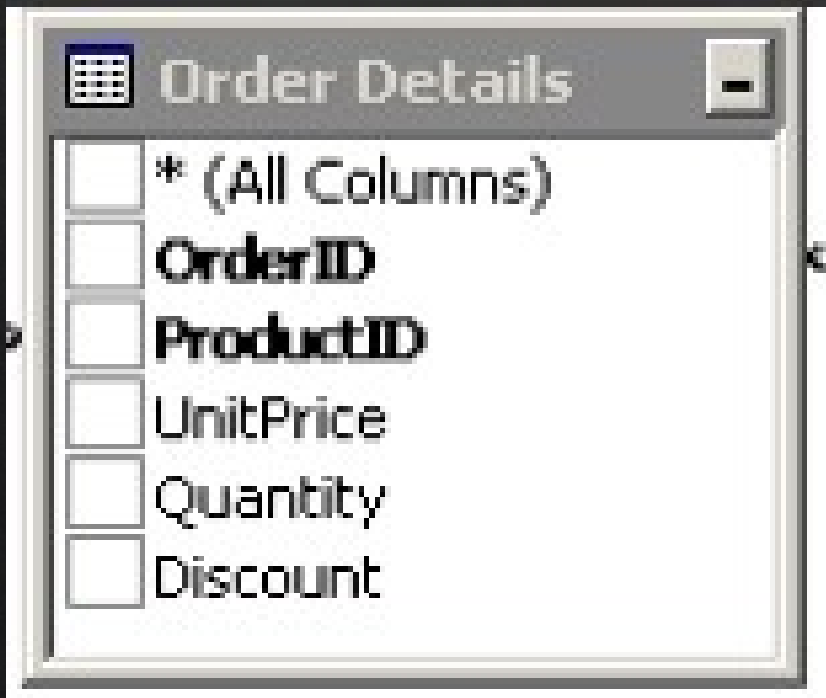 Order Details
* (All Columns)
OrderID
ProductID
UnitPrice
Quantity
Discount